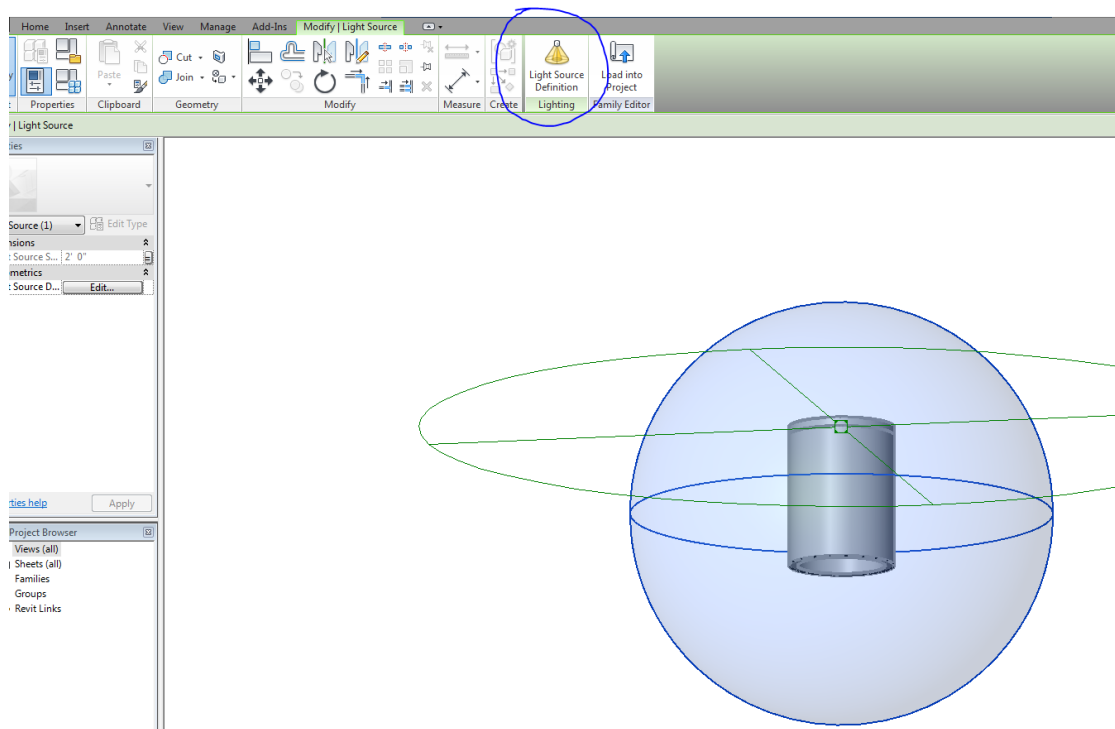 Home Insert Annotate View Manage Add-Ins Modify | Light Source
Paste
Cut
Join
Light Source Definition
Load into Project
Properties Clipboard Geometry Modify Measure Create Lighting Family Editor
| Light Source
ties
Source (1) Edit Type
nsions
Source S... 2' 0"
metrics
Source D... Edit...
rties help Apply
Project Browser
Views (all)
Sheets (all)
Families
Groups
Revit Links